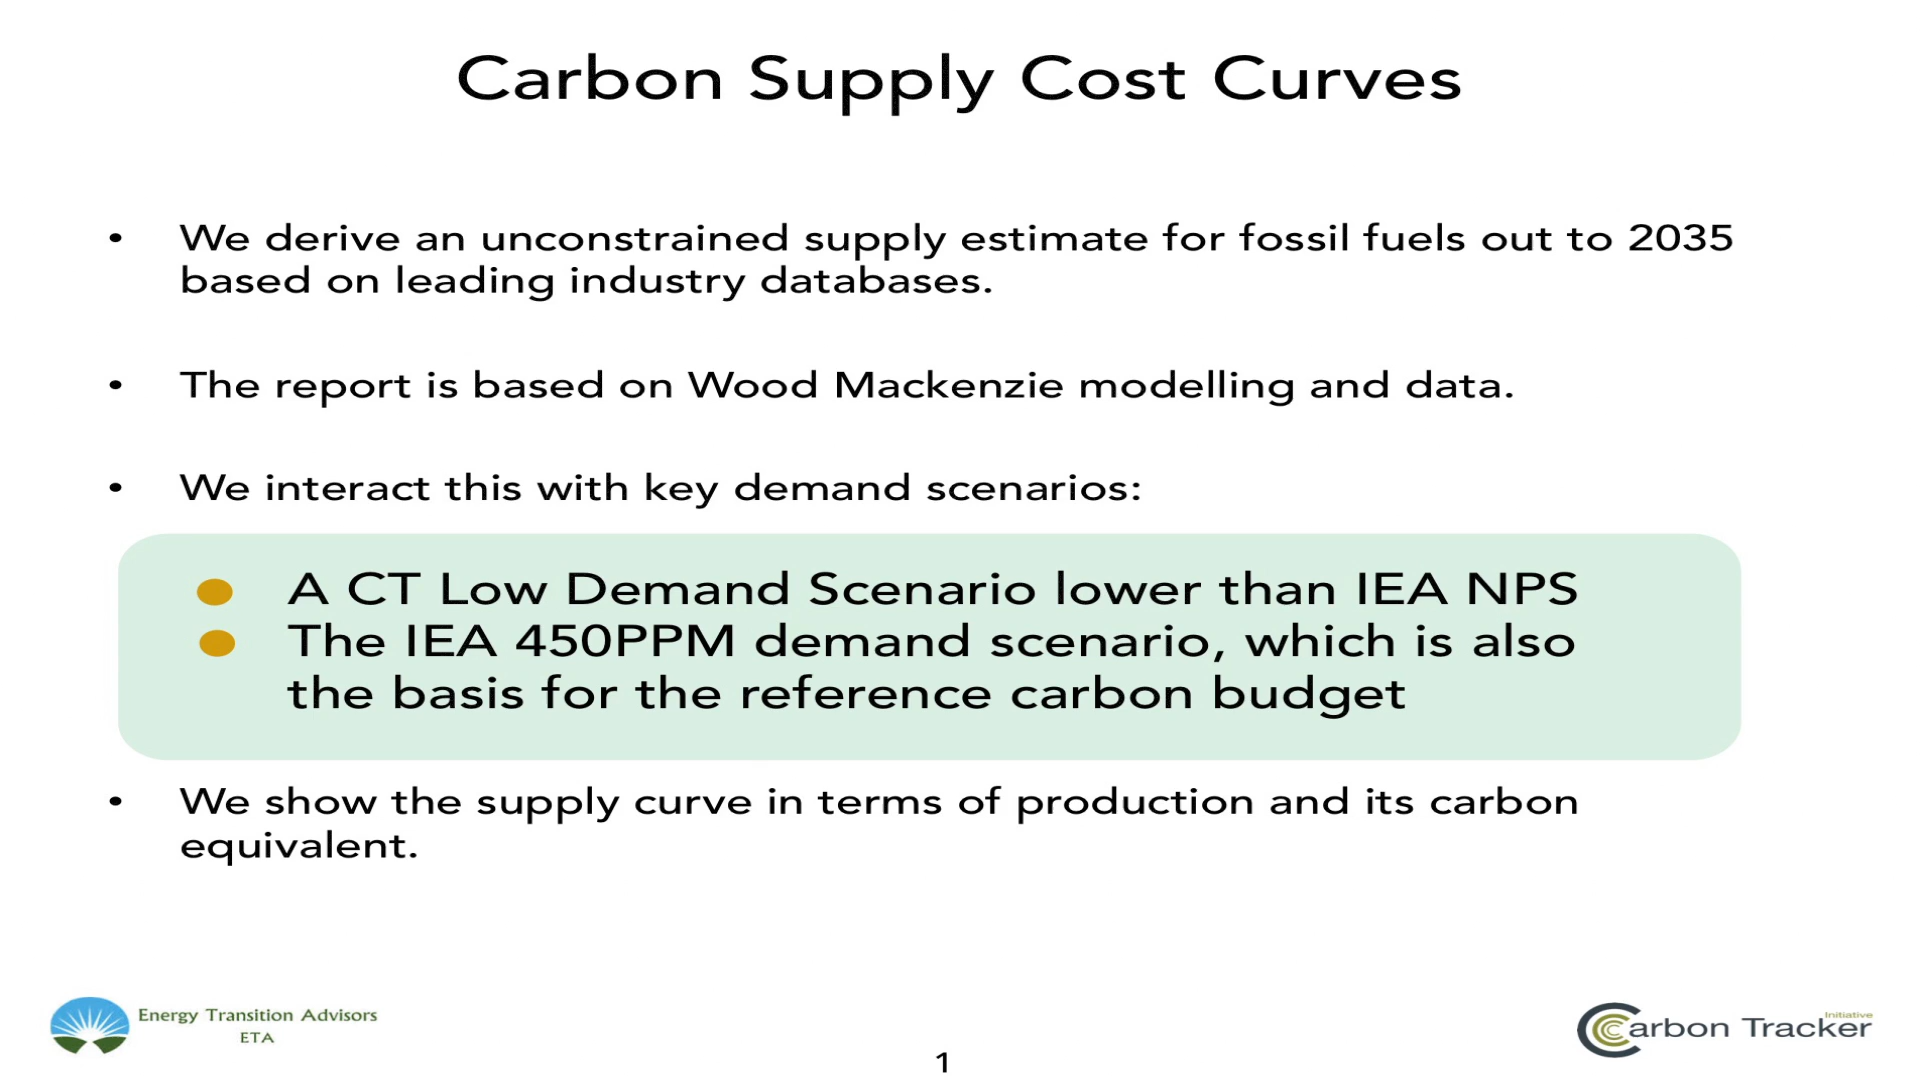 Carbon Supply Cost Curves
• We derive an unconstrained supply estimate for fossil fuels out to 2035
based on leading industry databases.
• The report is based on Wood Mackenzie modelling and data.
• We interact this with key demand scenarios:
● A CT Low Demand Scenario lower than IEA NPS
● The IEA 450PPM demand scenario, which is also
the basis for the reference carbon budget
• We show the supply curve in terms of production and its carbon
equivalent.
Energy Transition Advisors
ETA
1
Initiative
Carbon Tracker